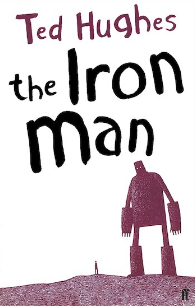 Ted Hughes
the Iron
man
ff